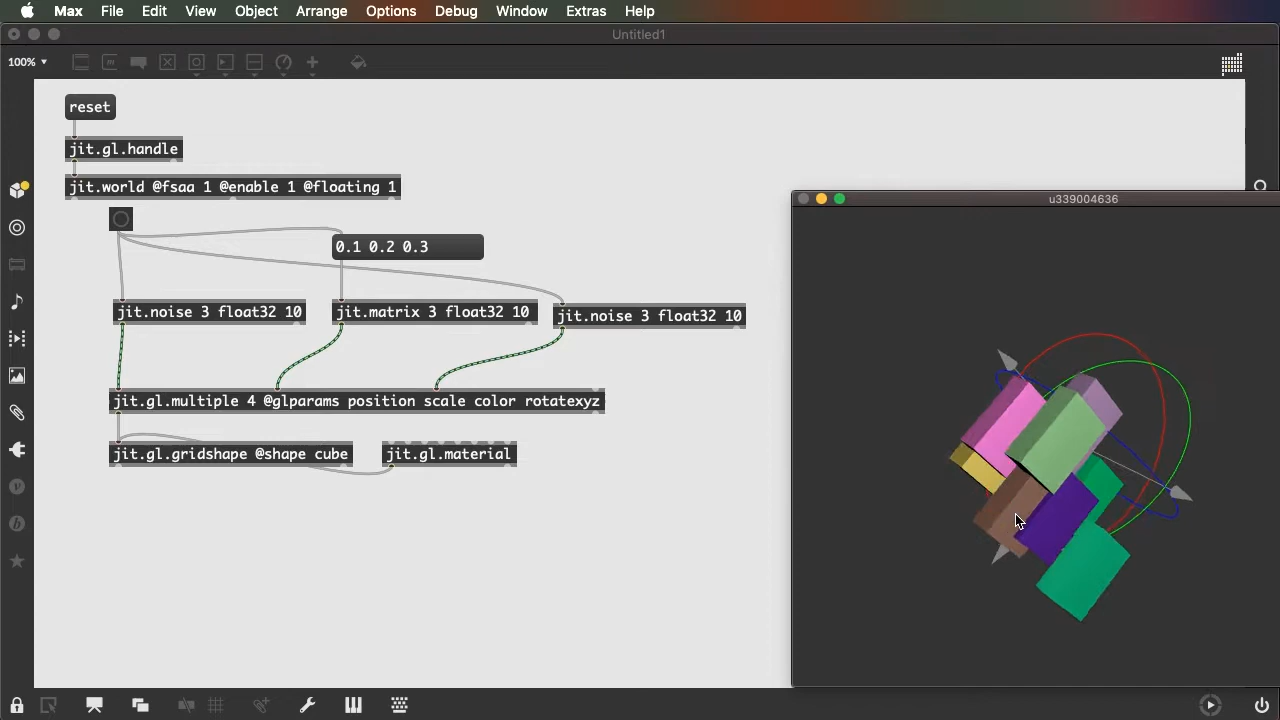 Max File Edit View Object Arrange Options Debug Window Extras Help
Untitled1
100%
reset
jit.gl.handle
jit.world @fsaa 1 @enable 1 @floating 1
u339004636
0.1 0.2 0.3
jit.noise 3 float32 10
jit.matrix 3 float32 10
jit.noise 3 float32 10
jit.gl.multiple 4 @glparams position scale color rotatexyz
jit.gl.gridshape @shape cube
jit.gl.material